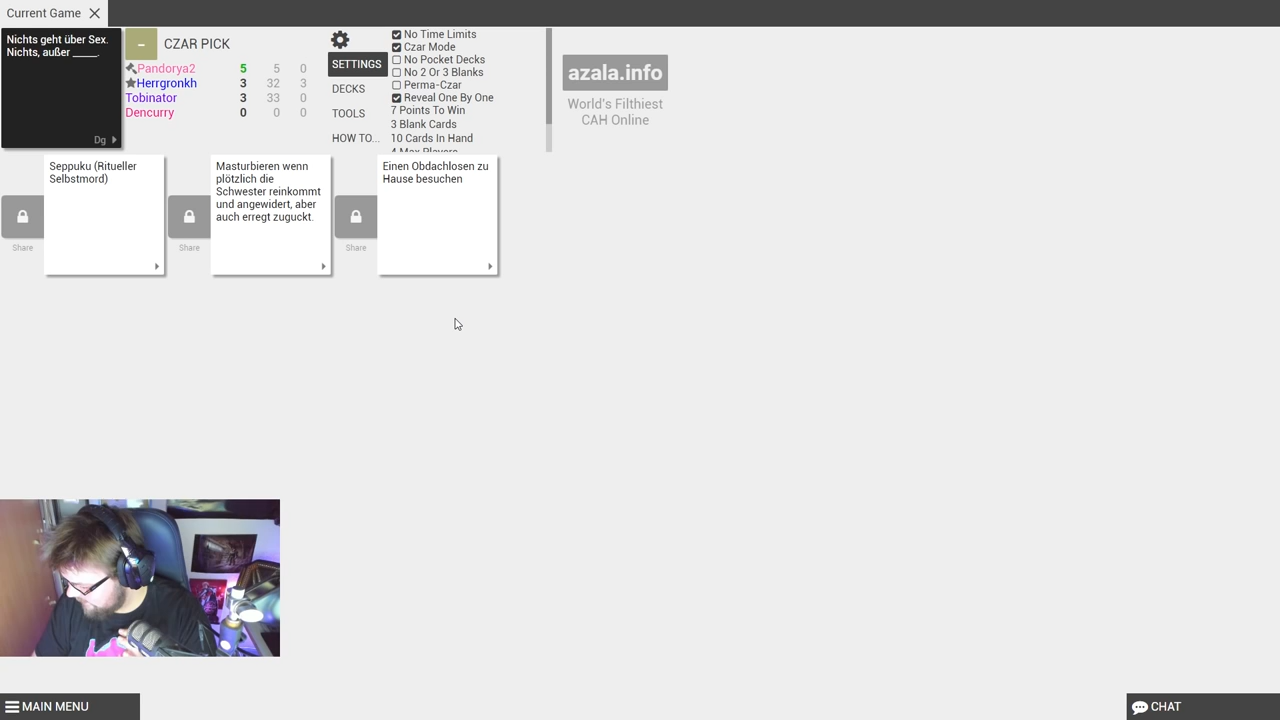 Current Game
Nichts geht über Sex.
Nichts, außer _____.
Dg
–
CZAR PICK
Pandorya2 5 5 0
Herrgronkh 3 32 3
Tobinator 3 33 0
Dencurry 0 0 0
SETTINGS
DECKS
TOOLS
HOW TO...
No Time Limits
Czar Mode
No Pocket Decks
No 2 Or 3 Blanks
Perma-Czar
Reveal One By One
7 Points To Win
3 Blank Cards
10 Cards In Hand
4 Max Players
azala.info
World's Filthiest
CAH Online
Share
Seppuku (Ritueller
Selbstmord)
Share
Masturbieren wenn
plötzlich die
Schwester reinkommt
und angewidert, aber
auch erregt zuguckt.
Share
Einen Obdachlosen zu
Hause besuchen
MAIN MENU
CHAT